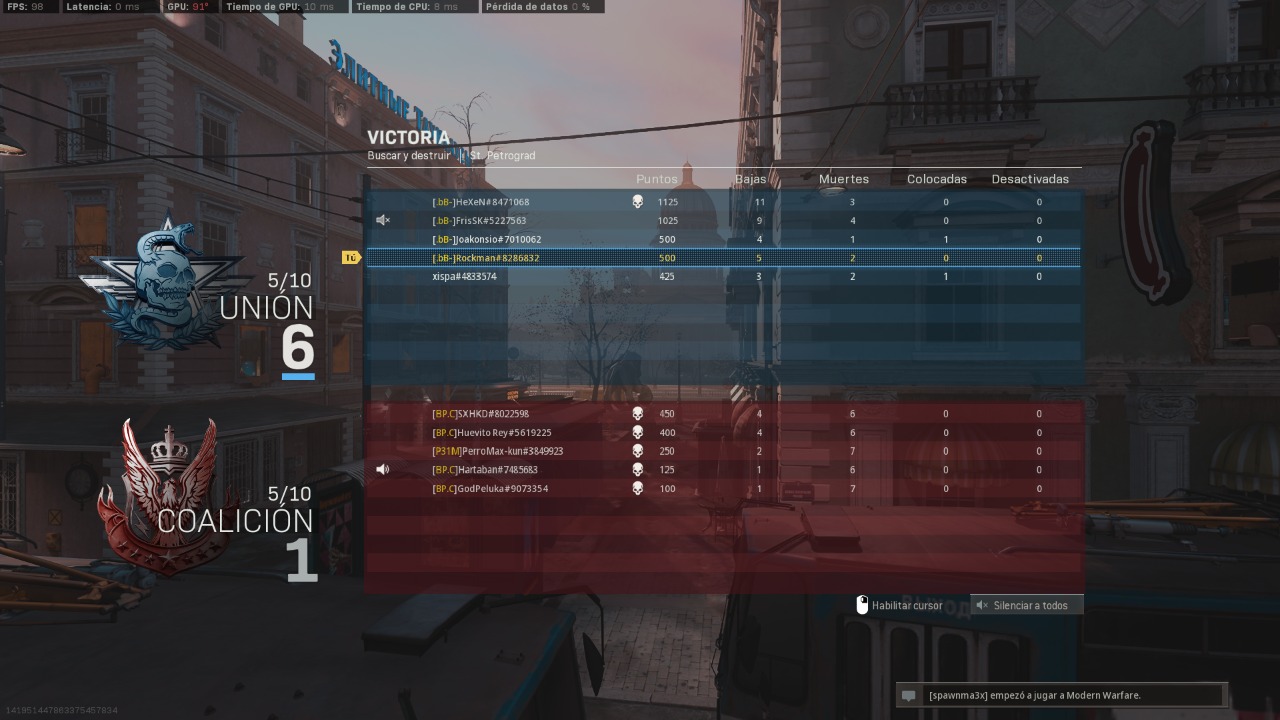 FPS: 98 Latencia: 0 ms GPU: 91° Tiempo de GPU: 10 ms Tiempo de CPU: 8 ms Pérdida de datos 0 %
ЭЛИТНЫЕ
VICTORIA
Buscar y destruir || St. Petrograd
Puntos Bajas Muertes Colocadas Desactivadas
[.bB-]HeXeN#8471068 1125 11 3 0 0
[.bB-]FrisSK#5227563 1025 9 4 0 0
[.bB-]Joakonsio#7010062 500 4 1 1 0
Tú [.bB-]Rockman#8286832 500 5 2 0 0
xispa#4833574 425 3 2 1 0
5/10
UNIÓN
6
[BP.C]SXHKD#8022598 450 4 6 0 0
[BP.C]Huevito Rey#5619225 400 4 6 0 0
[P31M]PerroMax-kun#3849923 250 2 7 0 0
[BP.C]Hartaban#7485683 125 1 6 0 0
[BP.C]GodPeluka#9073354 100 1 7 0 0
5/10
COALICIÓN
1
Habilitar cursor Silenciar a todos
[spawnma3x] empezó a jugar a Modern Warfare.